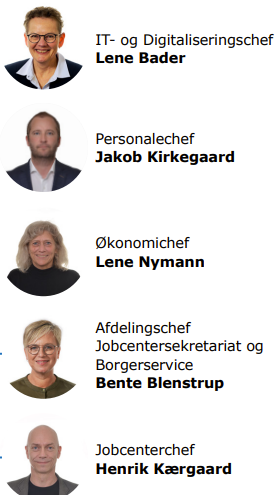 IT- og Digitaliseringschef
Lene Bader
Personalechef
Jakob Kirkegaard
Økonomichef
Lene Nymann
Afdelingschef
Jobcentersekretariat og
Borgerservice
Bente Blenstrup
Jobcenterchef
Henrik Kærgaard